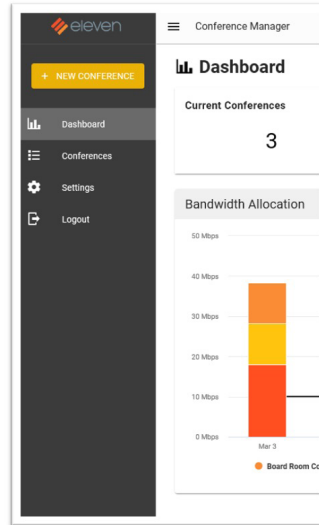 eleven
Conference Manager
+ NEW CONFERENCE
Dashboard
Conferences
Settings
Logout
Dashboard
Current Conferences
3
Bandwidth Allocation
50 Mbps
40 Mbps
30 Mbps
20 Mbps
10 Mbps
0 Mbps
Mar 3
Board Room Co